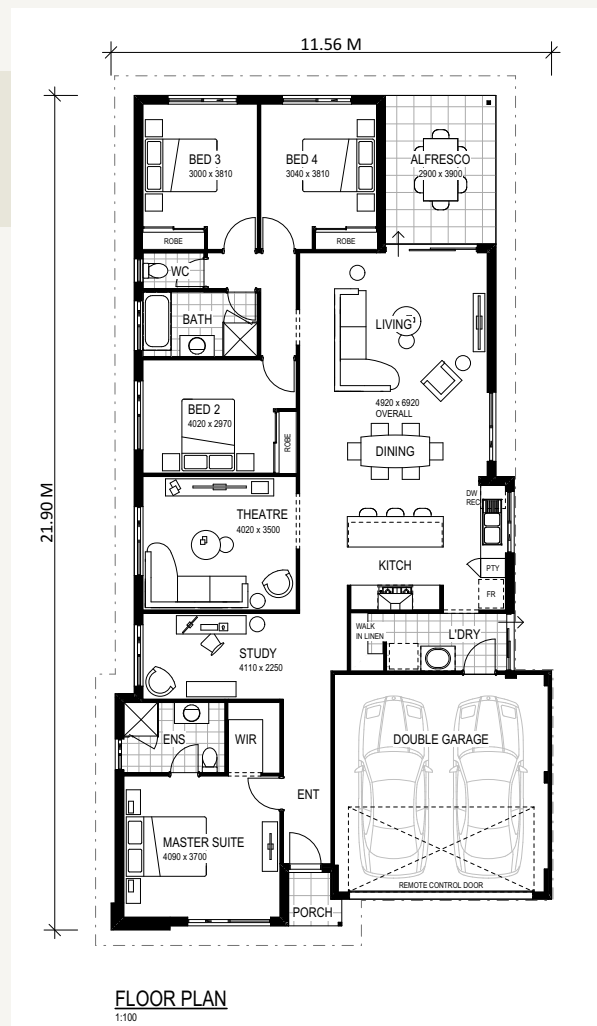 11.56 M
21.90 M
BED 3
3000 x 3810
BED 4
3040 x 3810
ALFRESCO
2900 x 3900
ROBE
ROBE
WC
BATH
LIVING
4920 x 6920
OVERALL
BED 2
4020 x 2970
ROBE
DINING
THEATRE
4020 x 3500
DW
REC
KITCH
PTY
FR
WALK
IN LINEN
L'DRY
STUDY
4110 x 2250
ENS
WIR
DOUBLE GARAGE
ENT
MASTER SUITE
4090 x 3700
REMOTE CONTROL DOOR
PORCH
FLOOR PLAN
1:100